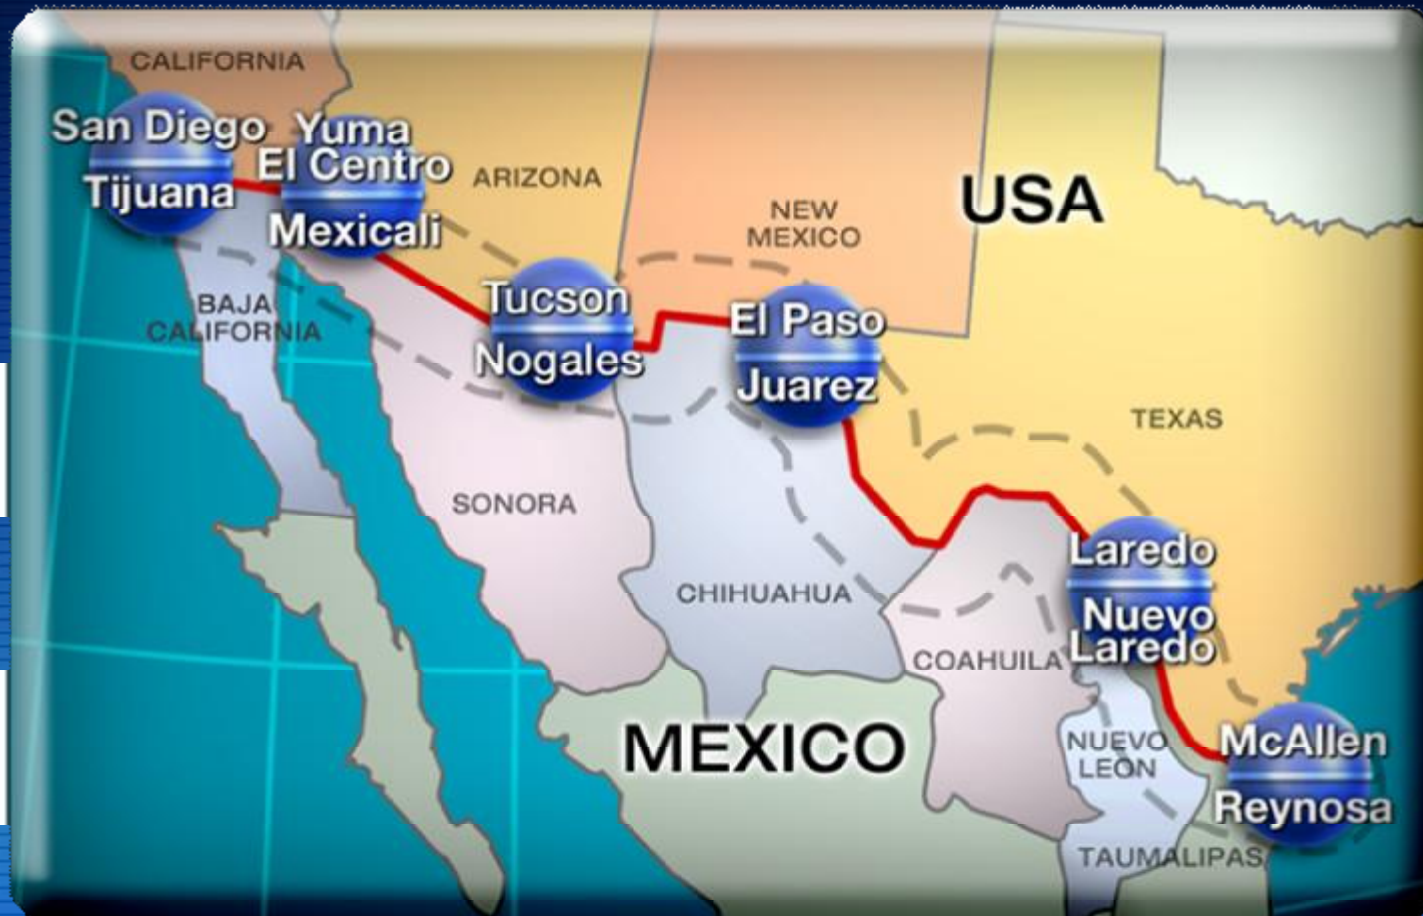 CALIFORNIA
San Diego
Tijuana
Yuma
El Centro
Mexicali
ARIZONA
NEW
MEXICO
USA
BAJA
CALIFORNIA
Tucson
Nogales
El Paso
Juarez
TEXAS
SONORA
CHIHUAHUA
Laredo
Nuevo
Laredo
COAHUILA
MEXICO
NUEVO
LEÓN
McAllen
Reynosa
TAUMALIPAS